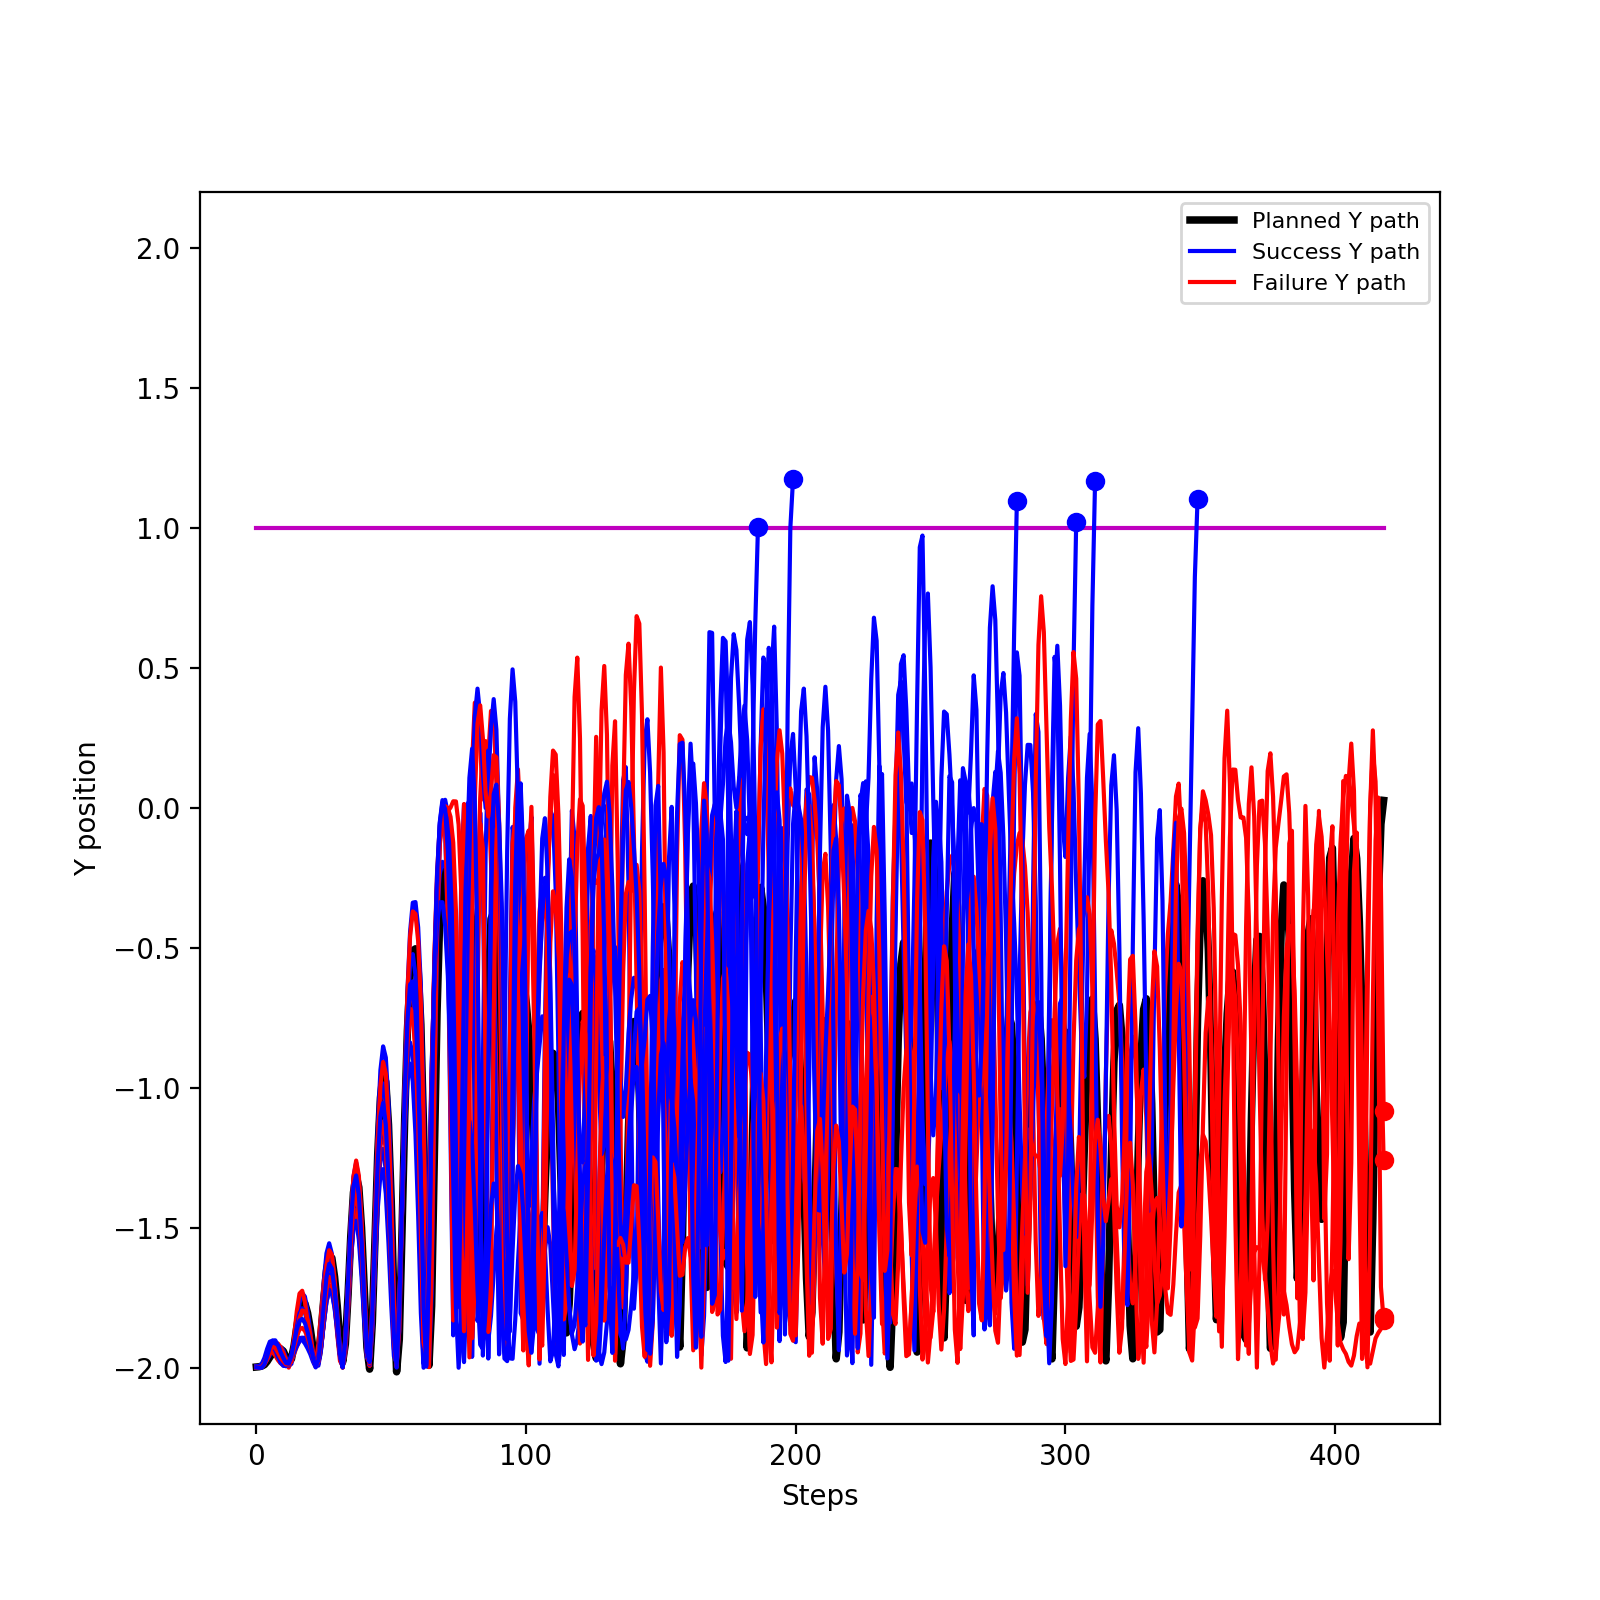 Planned Y path
Success Y path
Failure Y path
2.0
1.5
1.0
0.5
0.0
−0.5
−1.0
−1.5
−2.0
Y position
0 100 200 300 400
Steps